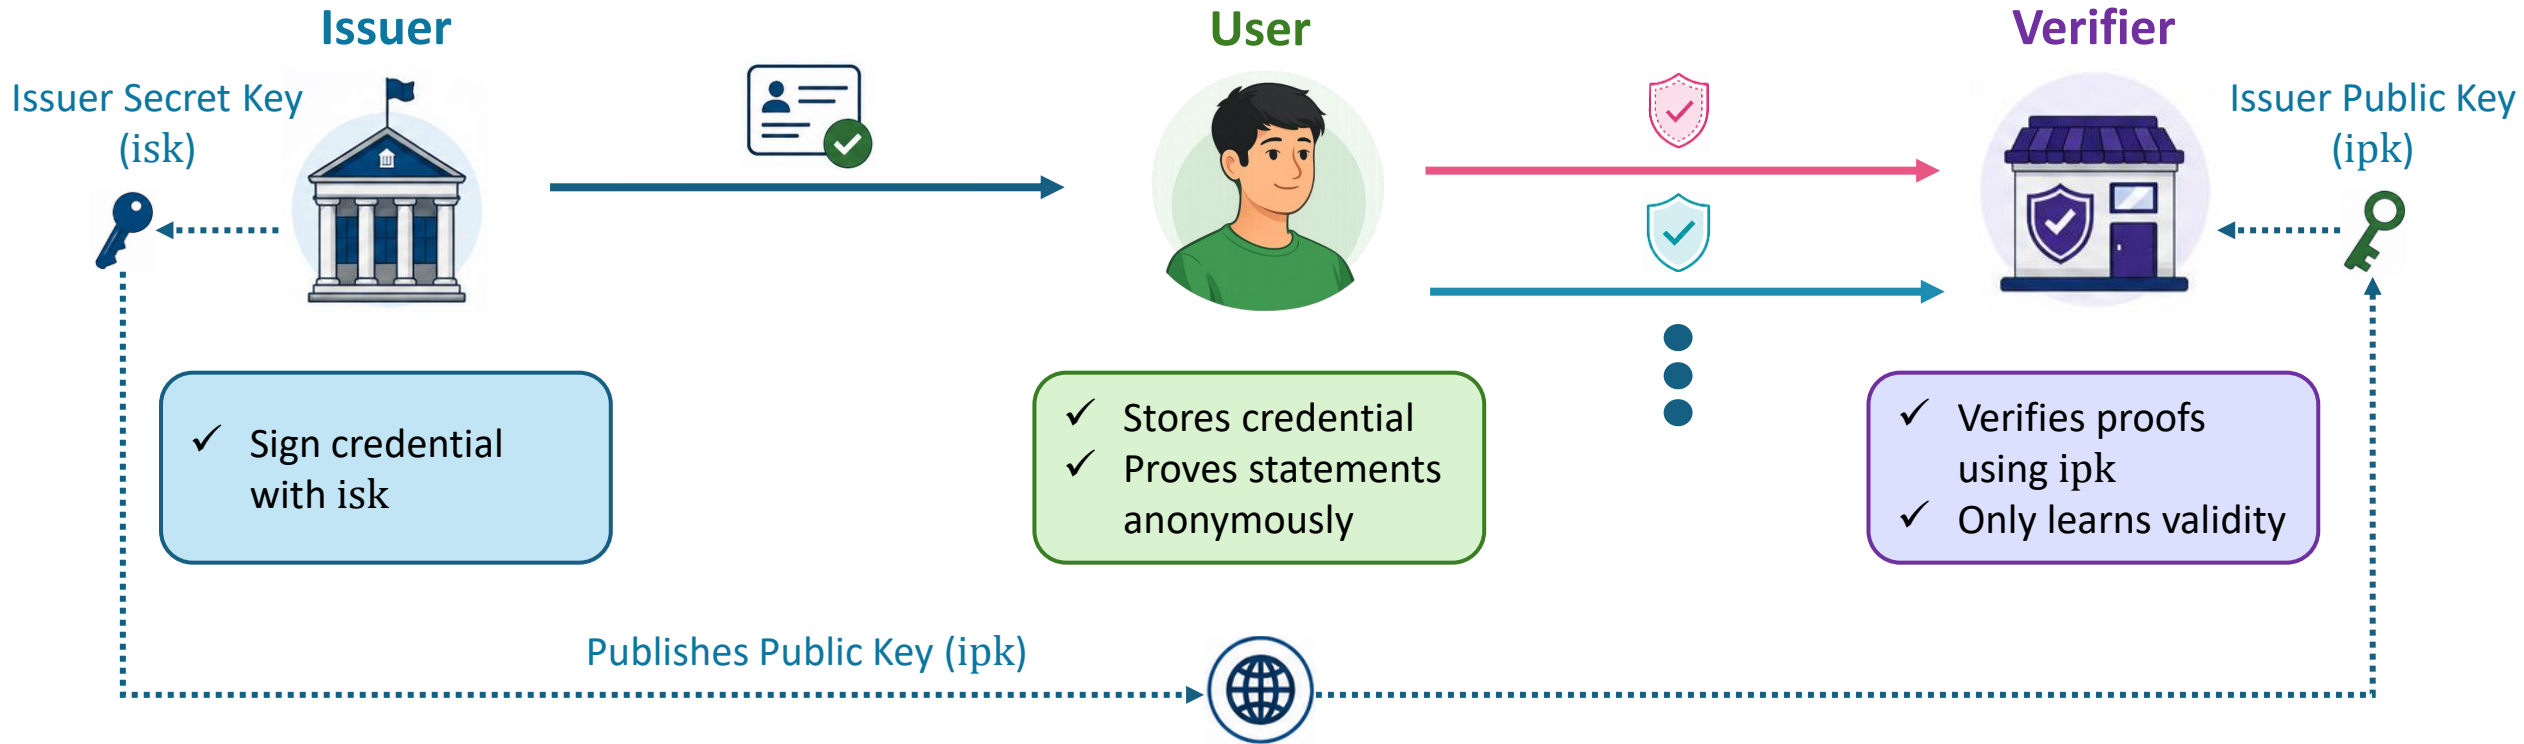 Issuer
User
Verifier
Issuer Secret Key
(isk)
Issuer Public Key
(ipk)
✓ Sign credential
with isk
✓ Stores credential
✓ Proves statements
anonymously
✓ Verifies proofs
using ipk
✓ Only learns validity
Publishes Public Key (ipk)